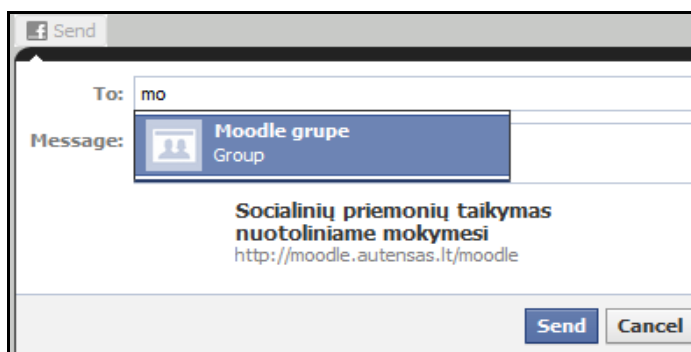 Send
To: mo
Moodle grupe
Message:
Group
Socialinių priemonių taikymas
nuotoliniame mokymesi
http://moodle.autensas.lt/moodle
Send Cancel